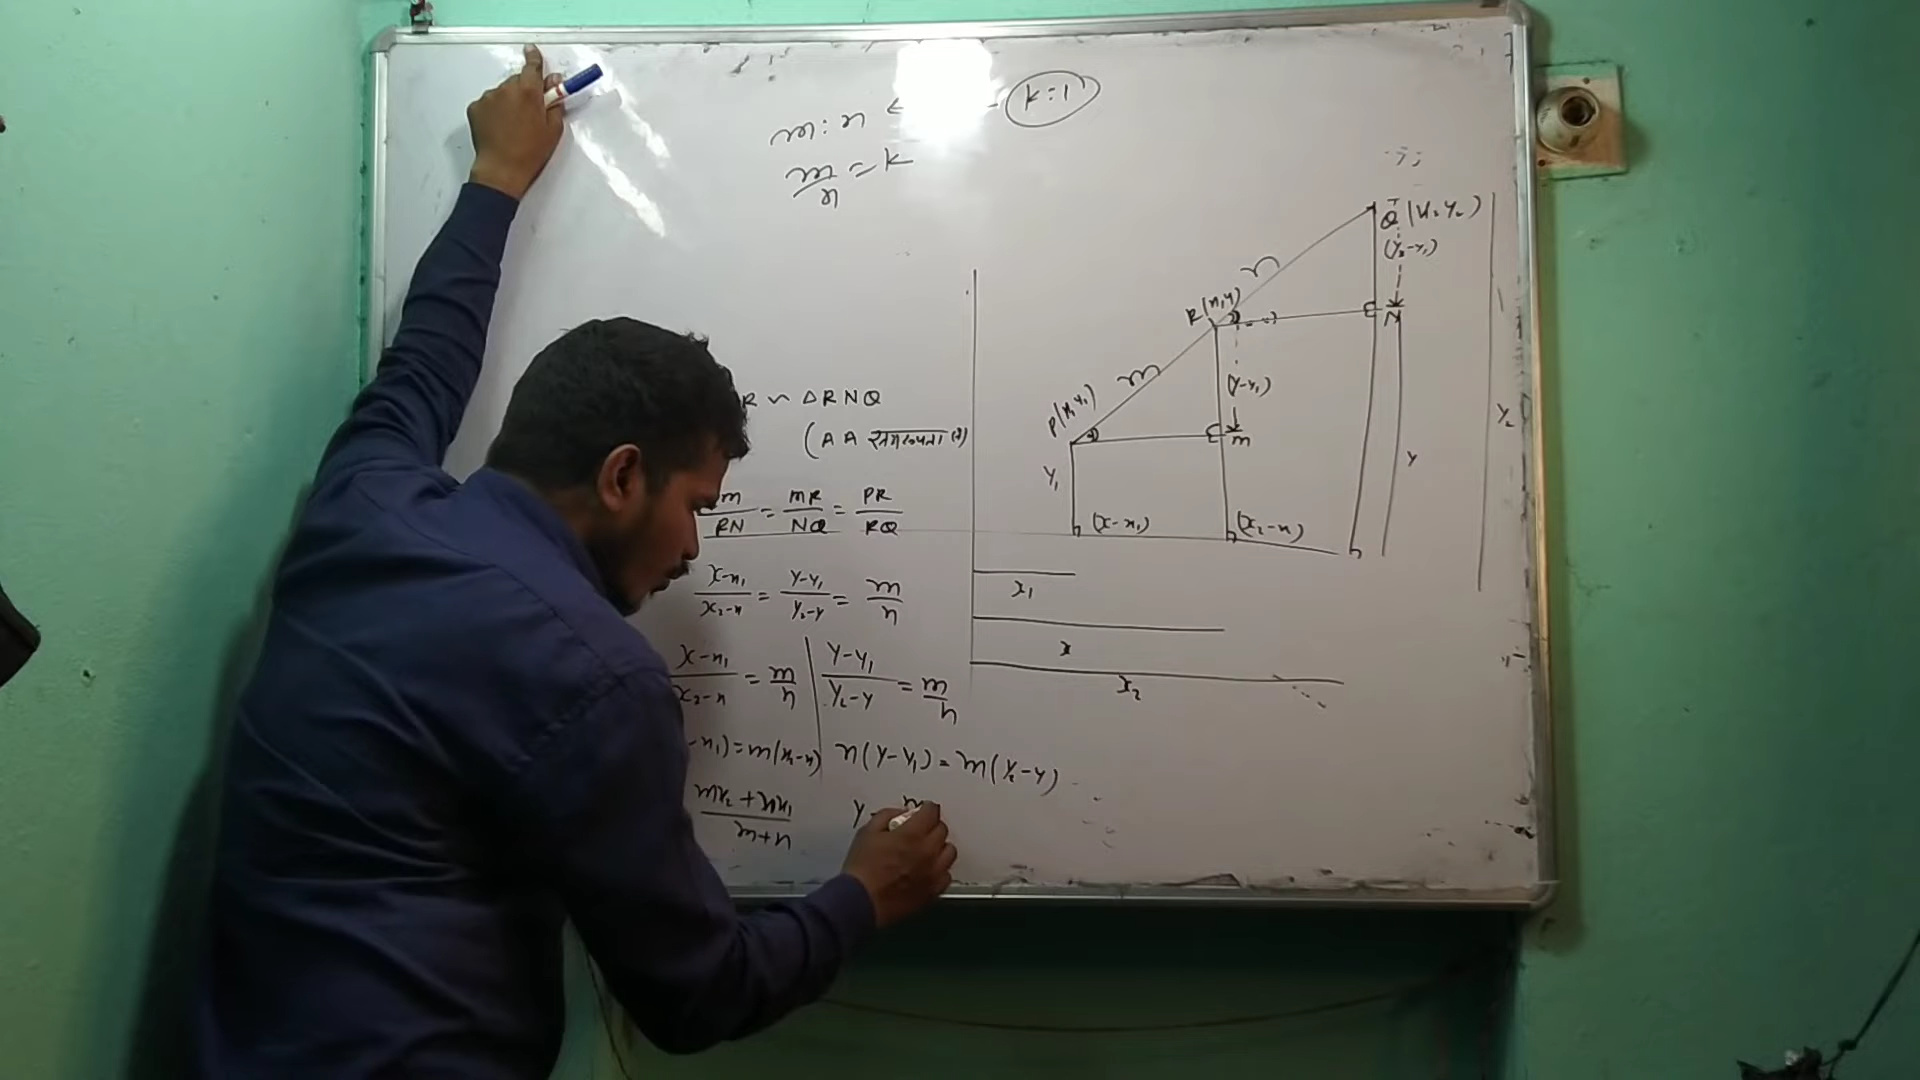 m : n
k : 1
m/n = k
R ~ Δ R N Q
( A A समरूपता से)
m/RN = MR/NQ = PR/RQ
x-x₁/x₂-x = y-y₁/y₂-y = m/n
x-x₁/x₂-x = m/n | y-y₁/y₂-y = m/n
-x₁) = m(x₂-x) n(y-y₁) = m(y₂-y)
mx₂+nx₁/m+n y = m
Q (x₂ y₂)
(y₂-y₁)
n
R(x,y)
N
m
(y-y₁)
P(x₁ y₁)
M
y₁
y
y₂
(x-x₁)
(x₂-x)
x₁
x
x₂